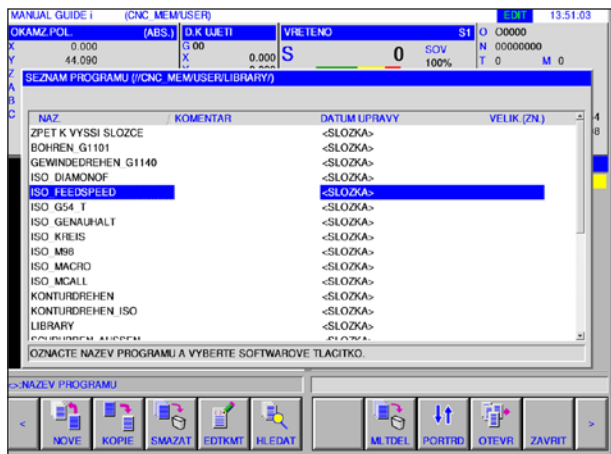 MANUAL GUIDE i (CNC_MEM/USER) EDIT 13.51.03
OKAMZ.POL. (ABS.) D.K UJETI VRETENO S1 O O0000
X 0.000 G 00 S 0 SOV N 00000000
Y 44.090 X 0.000 100% T 0 M 0
Z SEZNAM PROGRAMU (//CNC_MEM/USER/LIBRARY/)
A
B
C NAZ. KOMENTAR DATUM UPRAVY VELIK.(ZN.)
ZPET K VYSSI SLOZCE <SLOZKA>
BOHREN_G1101 <SLOZKA>
GEWINDEDREHEN_G1140 <SLOZKA>
ISO_DIAMONOF <SLOZKA>
ISO_FEEDSPEED <SLOZKA>
ISO_G54_T <SLOZKA>
ISO_GENAUHALT <SLOZKA>
ISO_KREIS <SLOZKA>
ISO_M98 <SLOZKA>
ISO_MACRO <SLOZKA>
ISO_MCALL <SLOZKA>
KONTURDREHEN <SLOZKA>
KONTURDREHEN_ISO <SLOZKA>
LIBRARY <SLOZKA>
OZNACTE NAZEV PROGRAMU A VYBERTE SOFTWAROVE TLACITKO.
=>:NAZEV PROGRAMU
< NOVE KOPIE SMAZAT EDTKMT HLEDAT MLTDEL PORTRD OTEVR ZAVRIT >